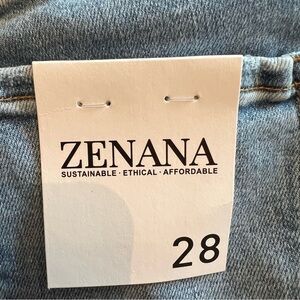 ZENANA
SUSTAINABLE · ETHICAL · AFFORDABLE
28